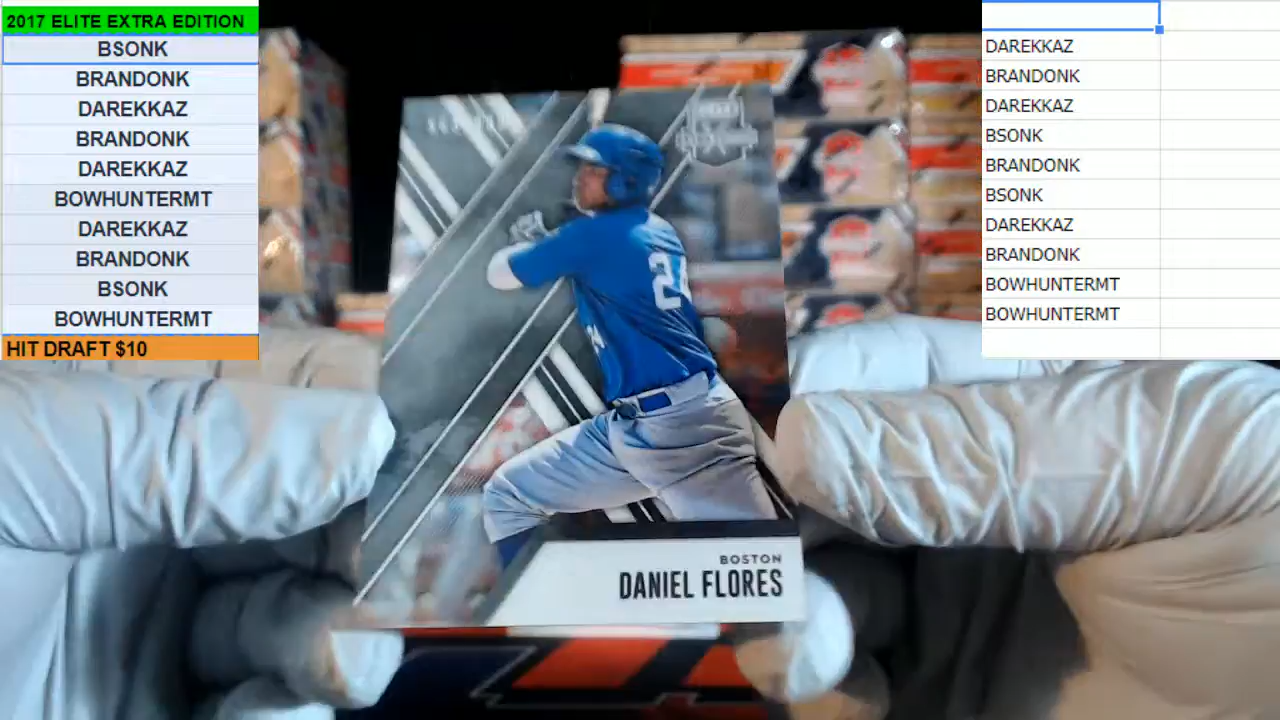 2017 ELITE EXTRA EDITION
BSONK
BRANDONK
DAREKKAZ
BRANDONK
DAREKKAZ
BOWHUNTERMT
DAREKKAZ
BRANDONK
BSONK
BOWHUNTERMT
HIT DRAFT $10
DAREKKAZ
BRANDONK
DAREKKAZ
BSONK
BRANDONK
BSONK
DAREKKAZ
BRANDONK
BOWHUNTERMT
BOWHUNTERMT
24
BOSTON
DANIEL FLORES